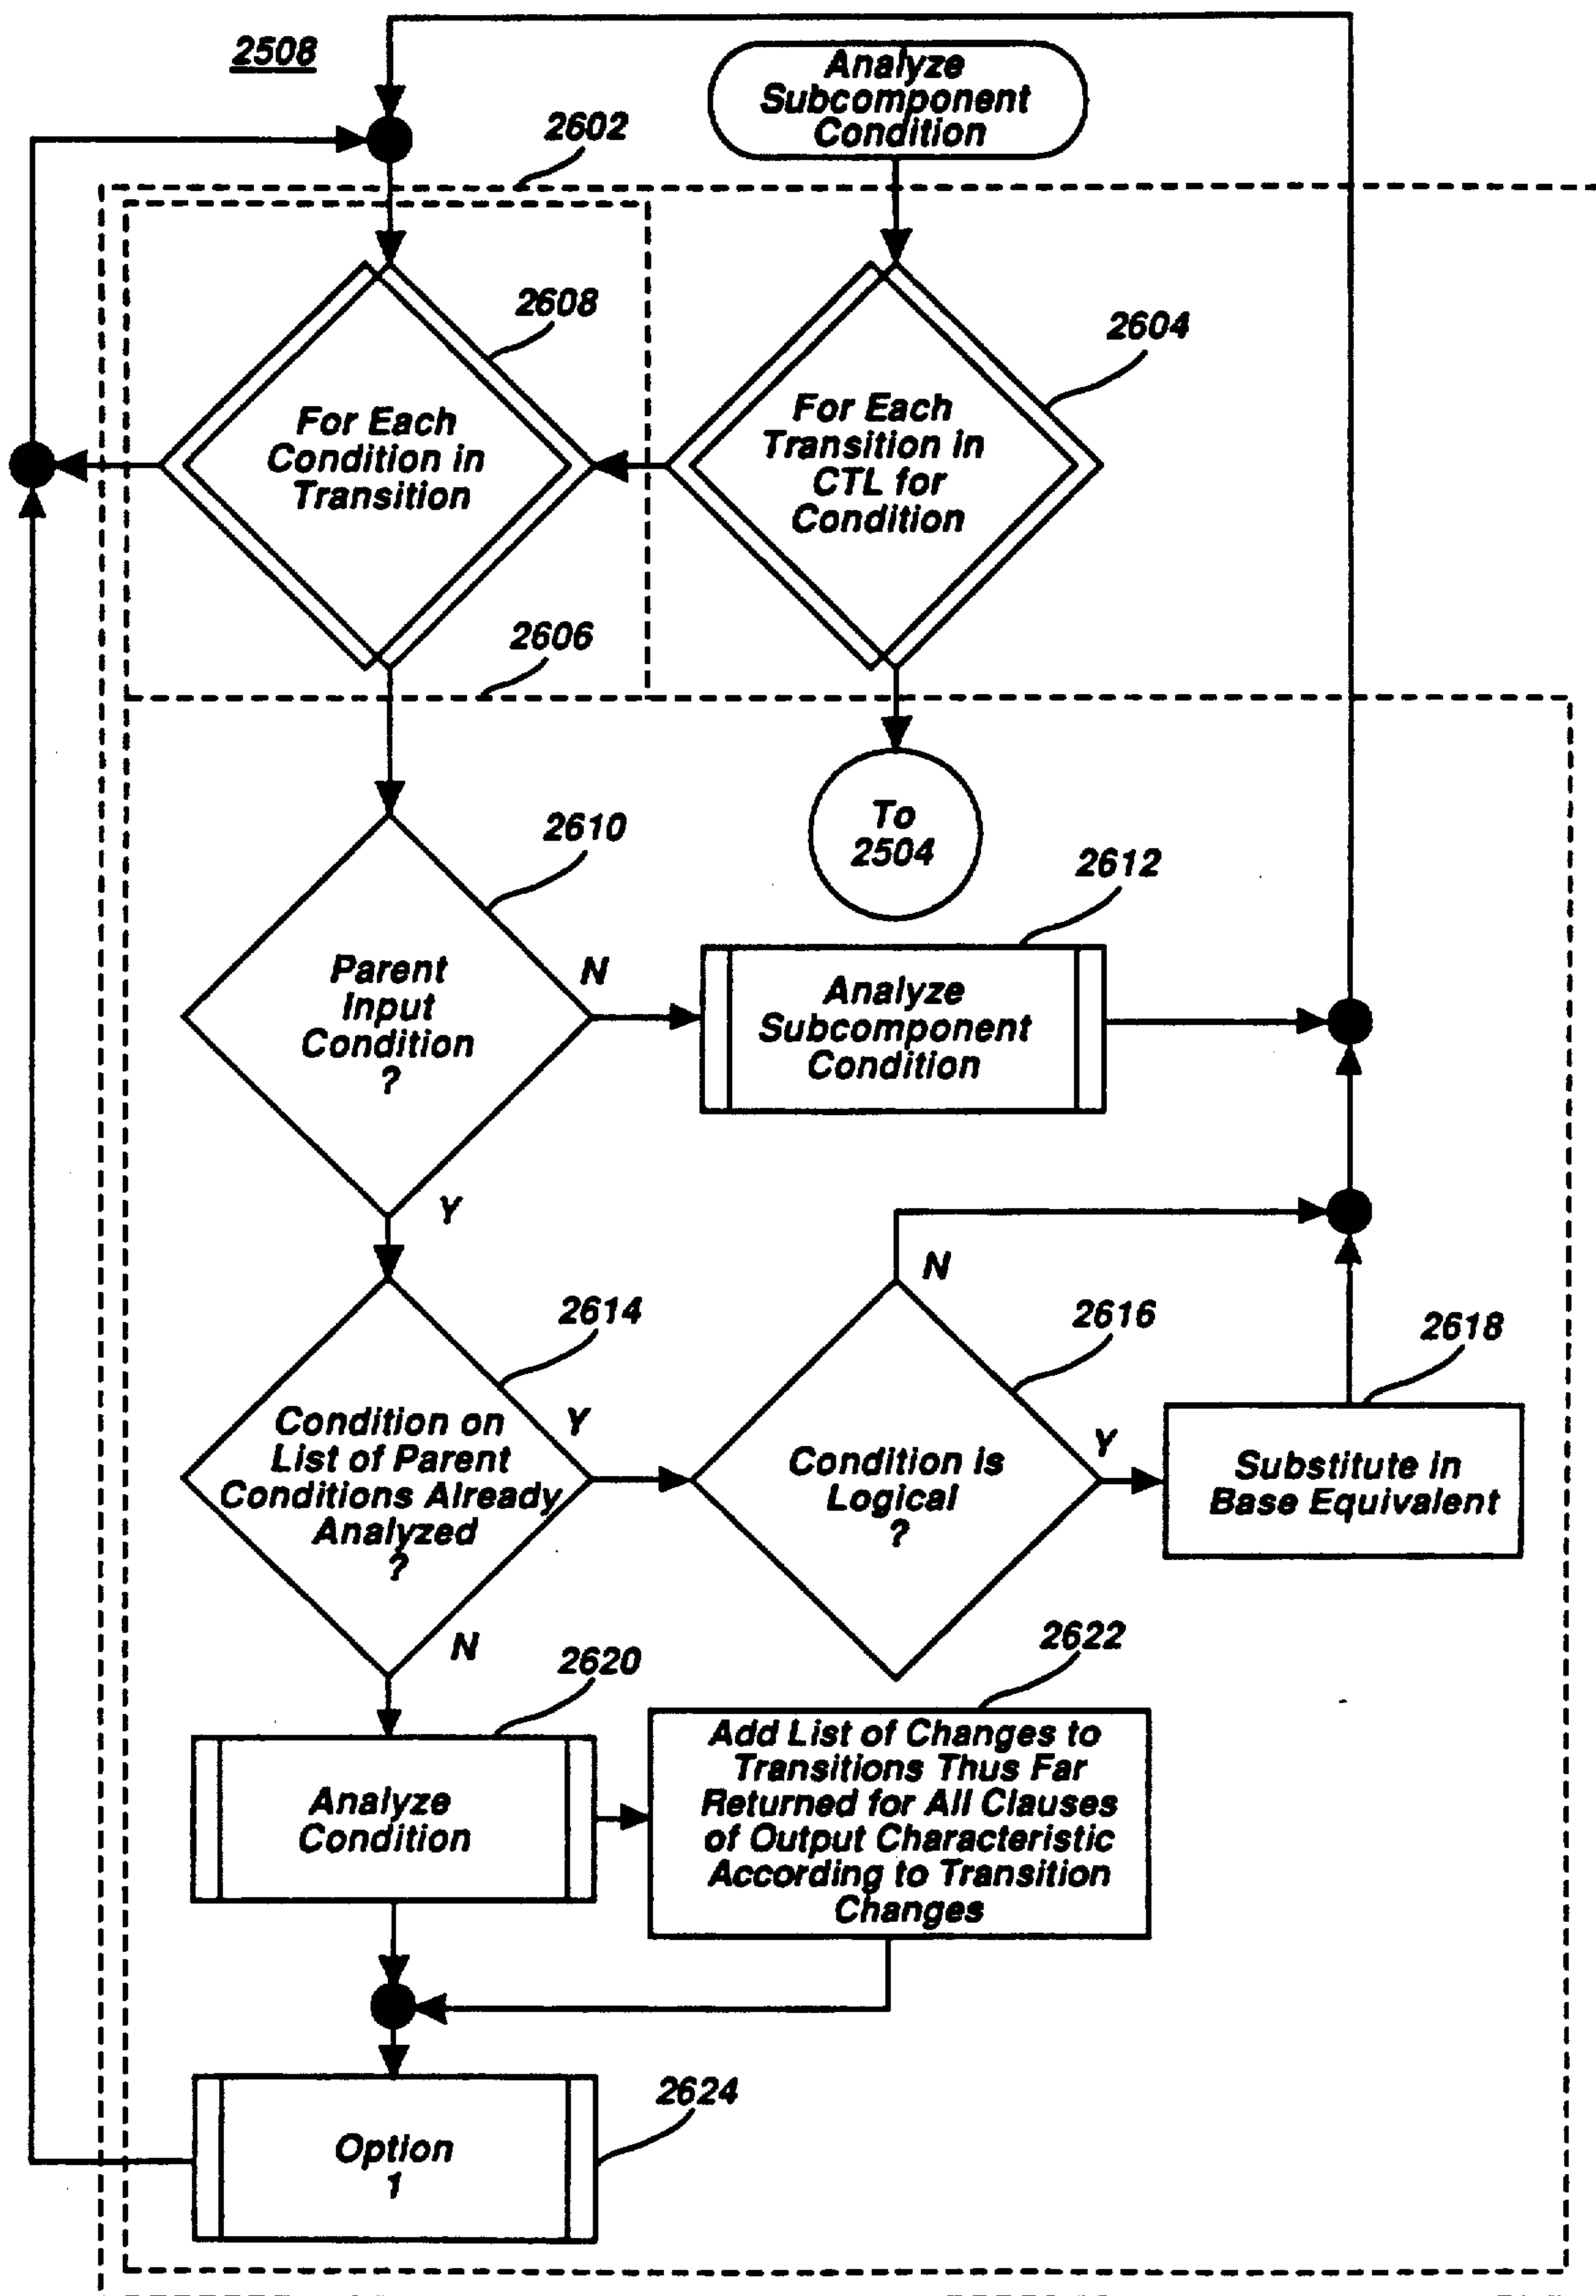 2508
Analyze
Subcomponent
Condition
2602
2608
2604
For Each
Condition in
Transition
For Each
Transition in
CTL for
Condition
2606
To
2504
2610
2612
Parent
Input
Condition
?
N
Y
Analyze
Subcomponent
Condition
2614
Condition on
List of Parent
Conditions Already
Analyzed
?
Y
N
2616
Condition is
Logical
?
N
Y
2618
Substitute in
Base Equivalent
2620
Analyze
Condition
2622
Add List of Changes to
Transitions Thus Far
Returned for All Clauses
of Output Characteristic
According to Transition
Changes
2624
Option
1